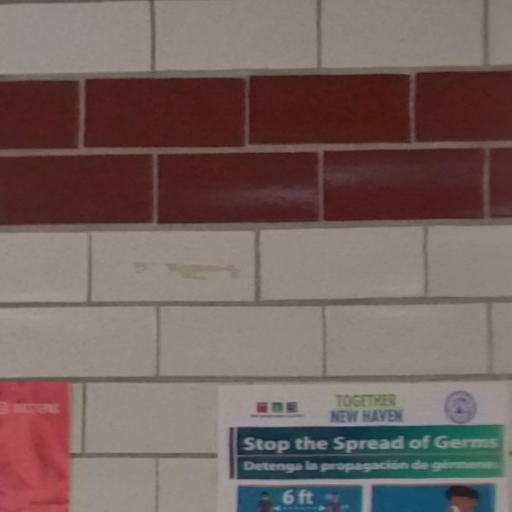 TOGETHER
NEW HAVEN
Stop the Spread of Germs
Detenga la propagación de gérmenes
6 ft